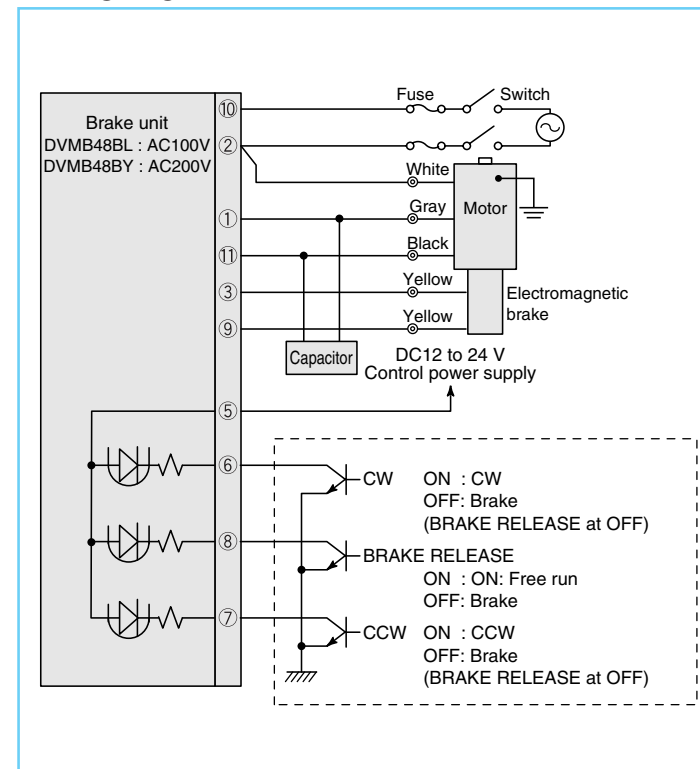 Brake unit
DVMB48BL : AC100V
DVMB48BY : AC200V
⑩
②
①
⑪
③
⑨
⑤
⑥
⑧
⑦
Fuse
Switch
White
Gray
Black
Yellow
Yellow
Motor
Electromagnetic
brake
Capacitor
DC12 to 24 V
Control power supply
CW ON : CW
OFF: Brake
(BRAKE RELEASE at OFF)
BRAKE RELEASE
ON : ON: Free run
OFF: Brake
CCW ON : CCW
OFF: Brake
(BRAKE RELEASE at OFF)